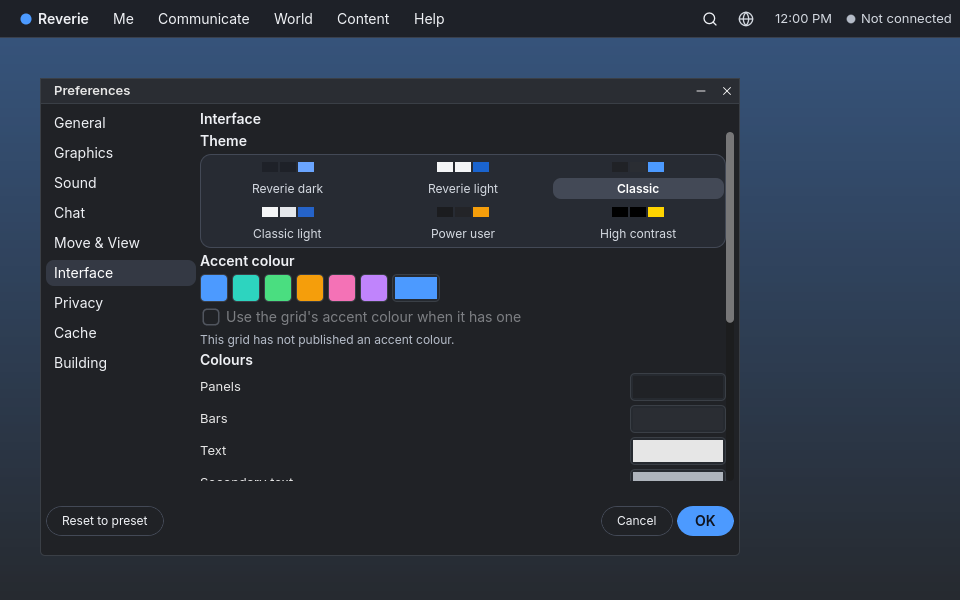 Reverie Me Communicate World Content Help 12:00 PM Not connected
Preferences
General
Graphics
Sound
Chat
Move & View
Interface
Privacy
Cache
Building
Interface
Theme
Reverie dark Reverie light Classic
Classic light Power user High contrast
Accent colour
Use the grid's accent colour when it has one
This grid has not published an accent colour.
Colours
Panels
Bars
Text
Secondary text
Reset to preset Cancel OK